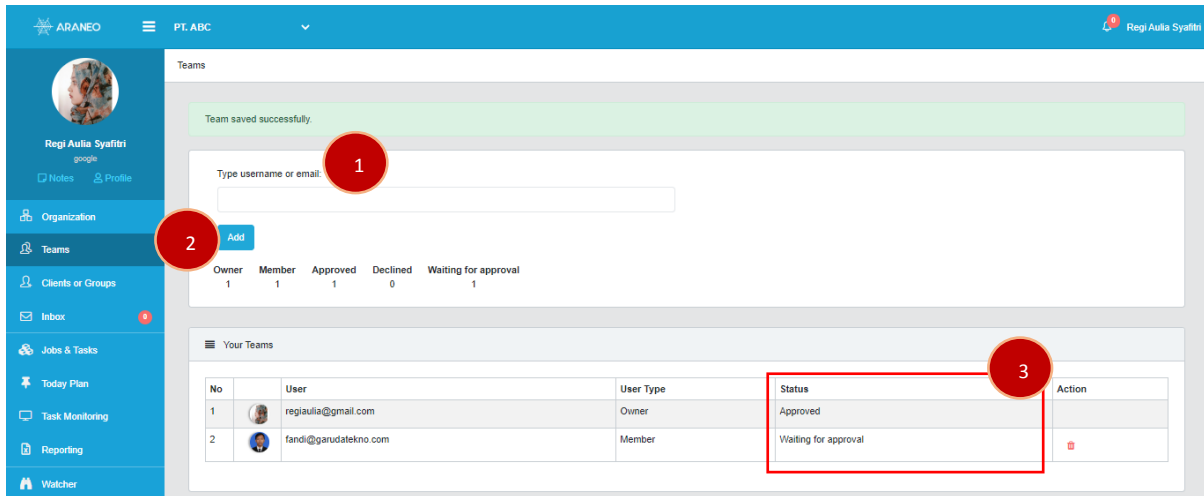 ARANEO PT. ABC 0 Regi Aulia Syafitri
Teams
Team saved successfully.
Regi Aulia Syafitri
google
Notes Profile
1
Type username or email:
Organization
2
Add
Teams
Owner Member Approved Declined Waiting for approval
1 1 1 0 1
Clients or Groups
Inbox 6
Jobs & Tasks
Your Teams
3
Today Plan
No User User Type Status Action
1 regiaulia@gmail.com Owner Approved
Task Monitoring
2 fandi@garudatekno.com Member Waiting for approval
Reporting
Watcher